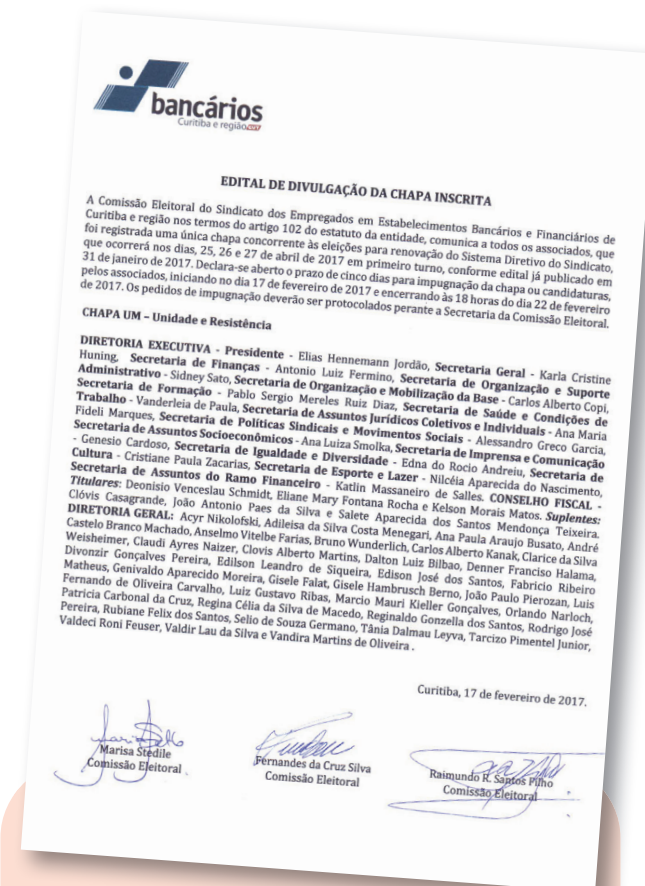 bancários
Curitiba e região CUT
EDITAL DE DIVULGAÇÃO DA CHAPA INSCRITA
A Comissão Eleitoral do Sindicato dos Empregados em Estabelecimentos Bancários e Financiários de
Curitiba e região nos termos do artigo 102 do estatuto da entidade, comunica a todos os associados, que
foi registrada uma única chapa concorrente às eleições para renovação do Sistema Diretivo do Sindicato,
que ocorrerá nos dias, 25, 26 e 27 de abril de 2017 em primeiro turno, conforme edital já publicado em
31 de janeiro de 2017. Declara-se aberto o prazo de cinco dias para impugnação da chapa ou candidaturas,
pelos associados, iniciando no dia 17 de fevereiro de 2017 e encerrando às 18 horas do dia 22 de fevereiro
de 2017. Os pedidos de impugnação deverão ser protocolados perante a Secretaria da Comissão Eleitoral.
CHAPA UM – Unidade e Resistência
DIRETORIA EXECUTIVA - Presidente - Elias Hennemann Jordão, Secretaria Geral - Karla Cristine
Huning, Secretaria de Finanças - Antonio Luiz Fermino, Secretaria de Organização e Suporte
Administrativo - Sidney Sato, Secretaria de Organização e Mobilização da Base - Carlos Alberto Copi,
Secretaria de Formação - Pablo Sergio Mereles Ruiz Diaz, Secretaria de Saúde e Condições de
Trabalho - Vanderleia de Paula, Secretaria de Assuntos Jurídicos Coletivos e Individuais - Ana Maria
Fideli Marques, Secretaria de Políticas Sindicais e Movimentos Sociais - Alessandro Greco Garcia,
Secretaria de Assuntos Socioeconômicos - Ana Luiza Smolka, Secretaria de Imprensa e Comunicação
- Genesio Cardoso, Secretaria de Igualdade e Diversidade - Edna do Rocio Andreiu, Secretaria de
Cultura - Cristiane Paula Zacarias, Secretaria de Esporte e Lazer - Nilcéia Aparecida do Nascimento,
Secretaria de Assuntos do Ramo Financeiro - Katlin Massaneiro de Salles. CONSELHO FISCAL -
Titulares: Deonisio Venceslau Schmidt, Eliane Mary Fontana Rocha e Kelson Morais Matos. Suplentes:
Clóvis Casagrande, João Antonio Paes da Silva e Salete Aparecida dos Santos Mendonça Teixeira.
DIRETORIA GERAL: Acyr Nikolofski, Adileisa da Silva Costa Menegari, Ana Paula Araujo Busato, André
Castelo Branco Machado, Anselmo Vitelbe Farias, Bruno Wunderlich, Carlos Alberto Kanak, Clarice da Silva
Weisheimer, Claudi Ayres Naizer, Clovis Alberto Martins, Dalton Luiz Bilbao, Denner Franciso Halama,
Divonzir Gonçalves Pereira, Edilson Leandro de Siqueira, Edison José dos Santos, Fabricio Ribeiro
Matheus, Genivaldo Aparecido Moreira, Gisele Falat, Gisele Hambrusch Berno, João Paulo Pierozan, Luis
Fernando de Oliveira Carvalho, Luiz Gustavo Ribas, Marcio Mauri Kieller Gonçalves, Orlando Narloch,
Patrícia Carbonal da Cruz, Regina Célia da Silva de Macedo, Reginaldo Gonzella dos Santos, Rodrigo José
Pereira, Rubiane Felix dos Santos, Selio de Souza Germano, Tânia Dalmau Leyva, Tarcizo Pimentel Junior,
Valdeci Roni Feuser, Valdir Lau da Silva e Vandira Martins de Oliveira .
Curitiba, 17 de fevereiro de 2017.
Marisa Stédile
Comissão Eleitoral
Fernandes da Cruz Silva
Comissão Eleitoral
Raimundo R. Santos Filho
Comissão Eleitoral